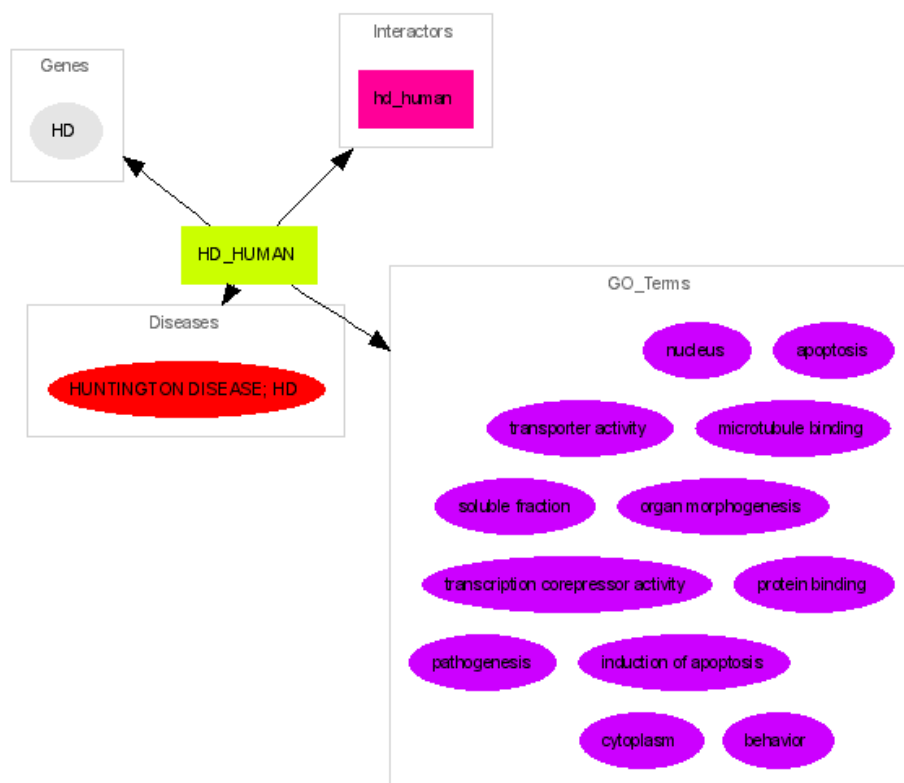 Interactors
Genes
hd_human
HD
HD_HUMAN
GO_Terms
Diseases
nucleus
apoptosis
HUNTINGTON DISEASE; HD
transporter activity
microtubule binding
soluble fraction
organ morphogenesis
transcription corepressor activity
protein binding
pathogenesis
induction of apoptosis
cytoplasm
behavior